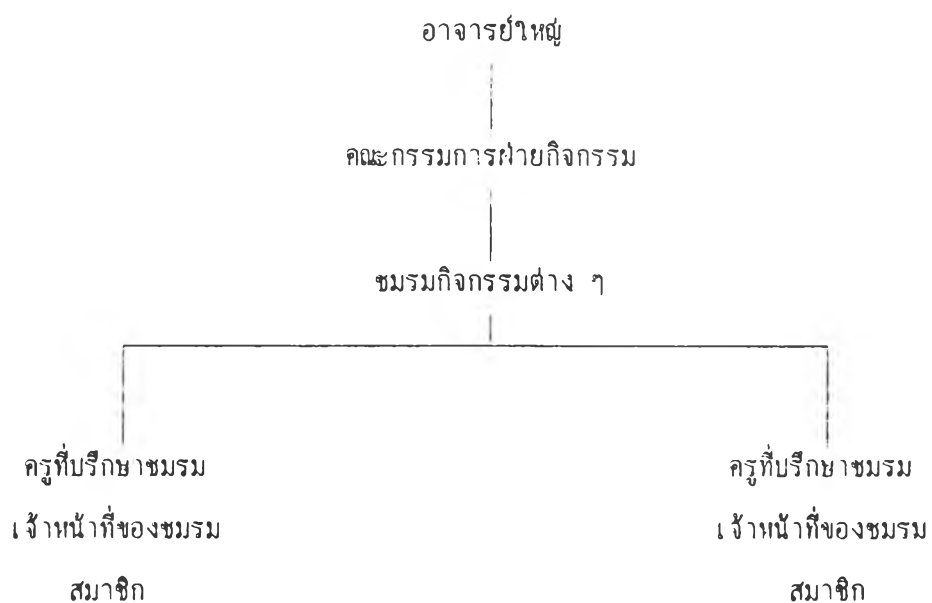 อาจารย์ใหญ่
คณะกรรมการฝ่ายกิจกรรม
ชมรมกิจกรรมต่าง ๆ
ครูที่ปรึกษาชมรม ครูที่ปรึกษาชมรม
เจ้าหน้าที่ของชมรม เจ้าหน้าที่ของชมรม
สมาชิก สมาชิก